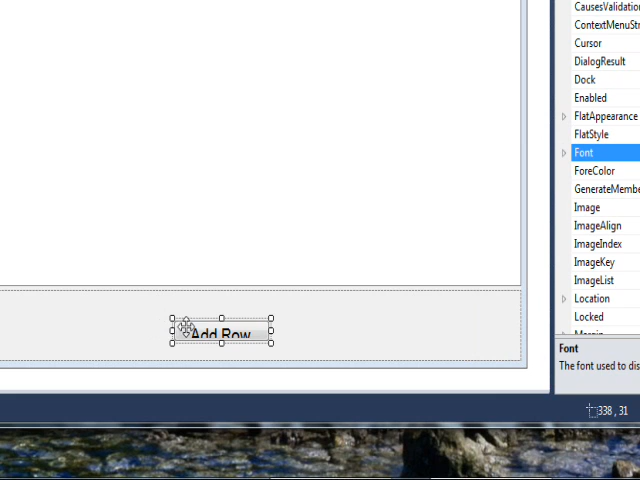 CausesValidatio
ContextMenuStr
Cursor
DialogResult
Dock
Enabled
FlatAppearance
FlatStyle
Font
ForeColor
GenerateMembe
Image
ImageAlign
ImageIndex
ImageKey
ImageList
Location
Locked
Margin
Add Row
Font
The font used to dis
338 , 31